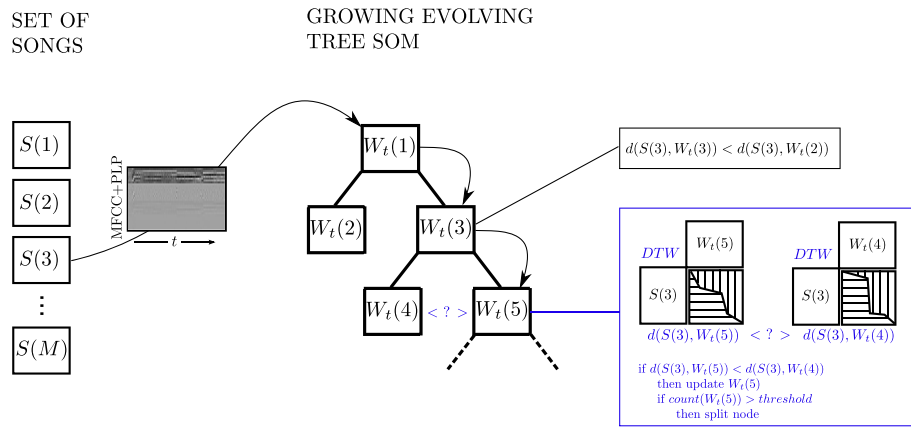 SET OF
SONGS
GROWING EVOLVING
TREE SOM
S(1)
S(2)
S(3)
⋮
S(M)
MFCC+PLP
t
W_t(1)
W_t(2)
W_t(3)
W_t(4)
< ? >
W_t(5)
d(S(3), W_t(3)) < d(S(3), W_t(2))
DTW
W_t(5)
S(3)
DTW
W_t(4)
S(3)
d(S(3), W_t(5)) < ? > d(S(3), W_t(4))
if d(S(3), W_t(5)) < d(S(3), W_t(4))
then update W_t(5)
if count(W_t(5)) > threshold
then split node